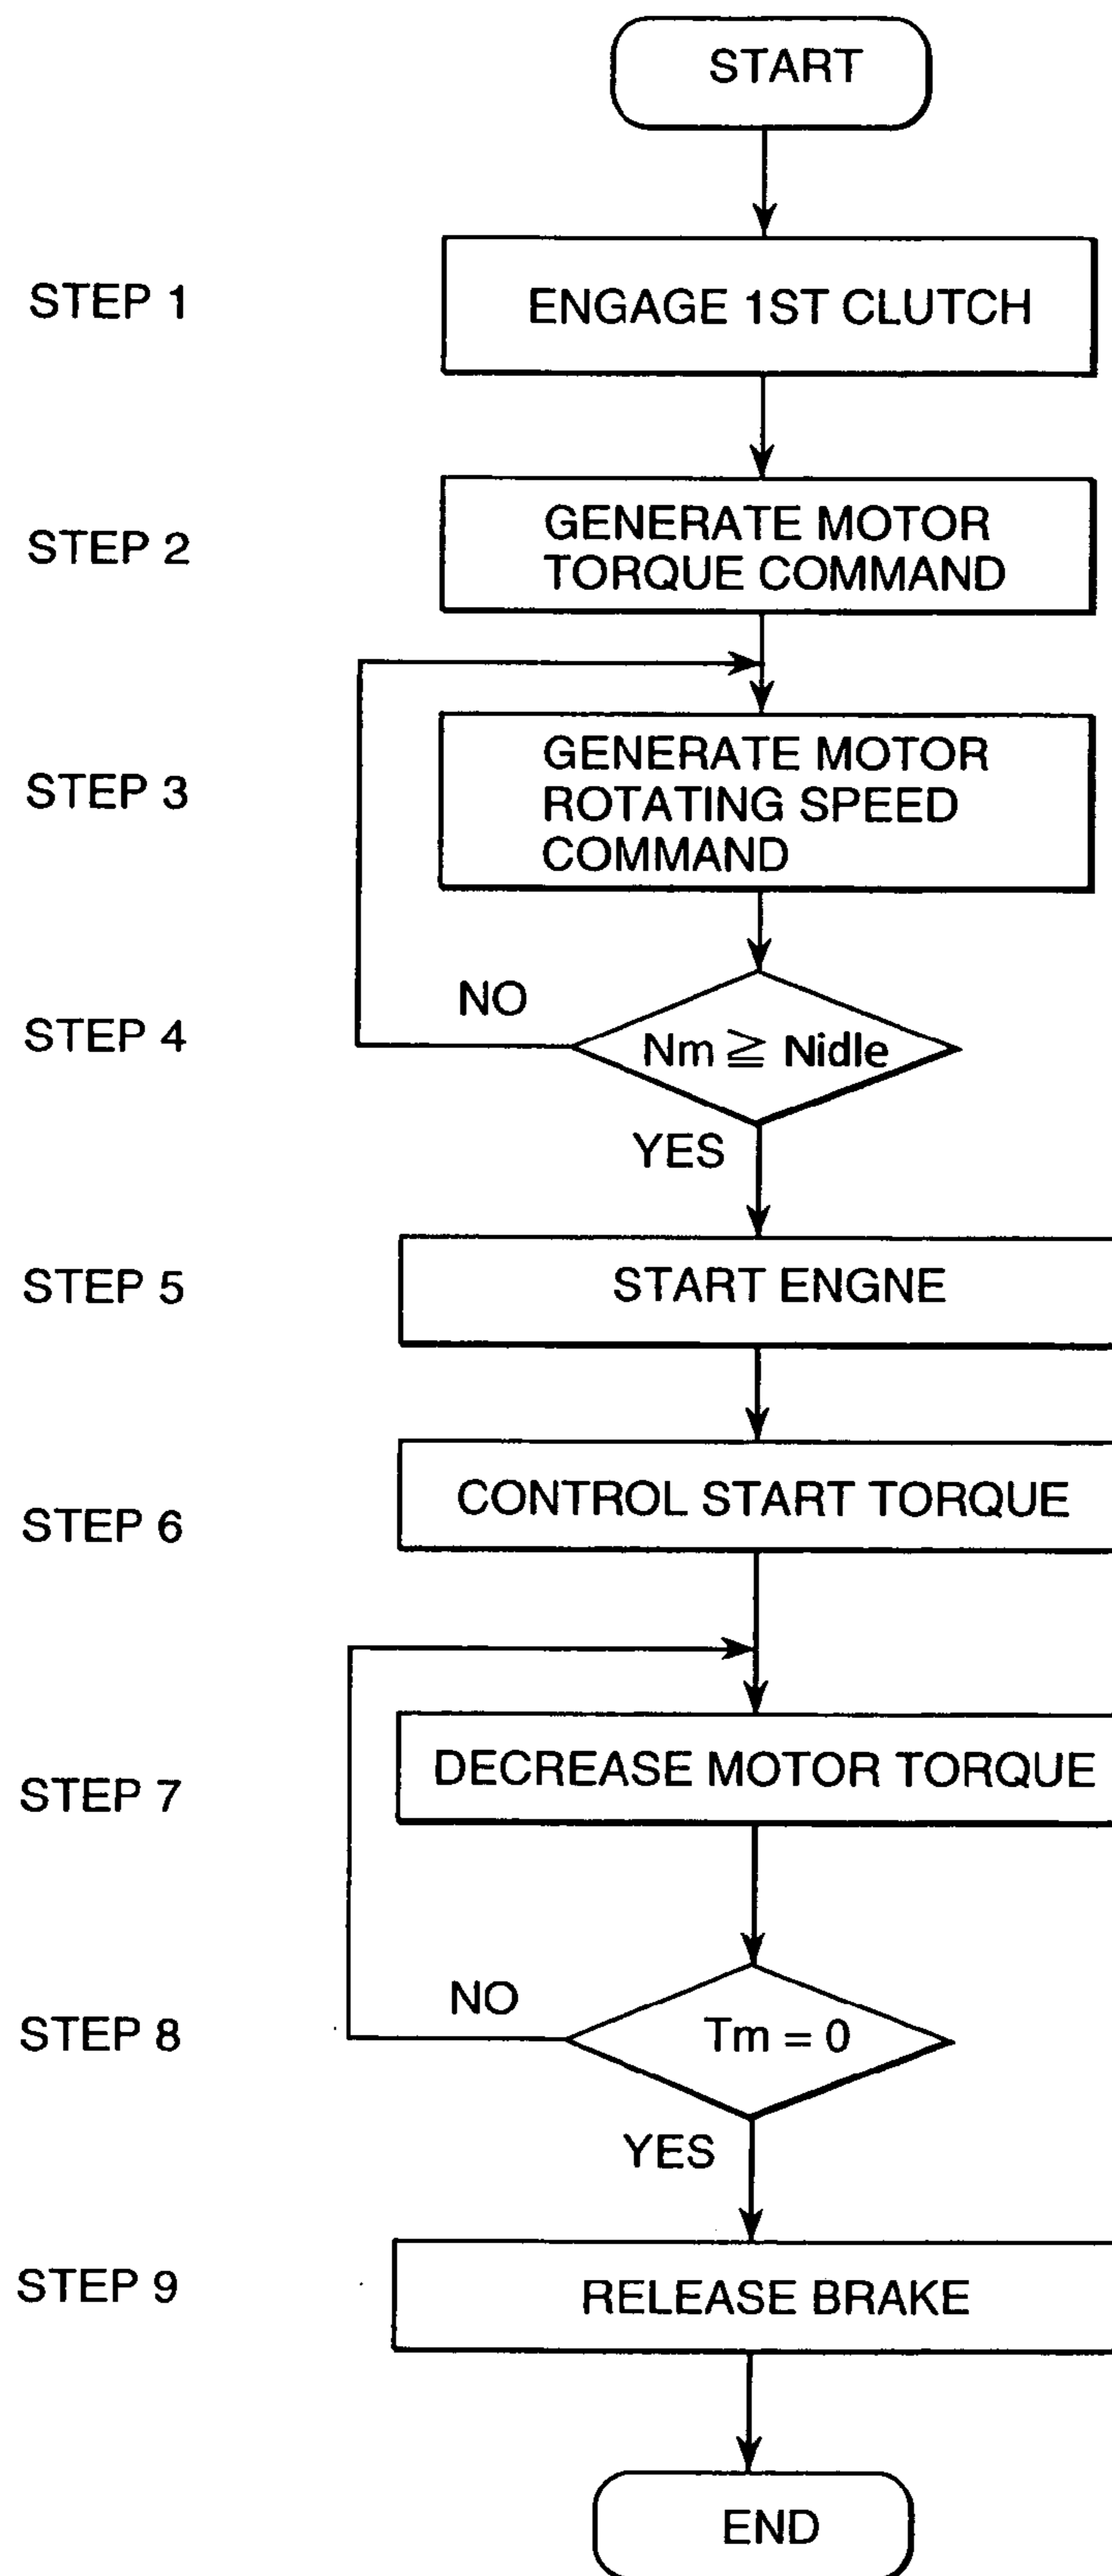 START
STEP 1
ENGAGE 1ST CLUTCH
STEP 2
GENERATE MOTOR
TORQUE COMMAND
STEP 3
GENERATE MOTOR
ROTATING SPEED
COMMAND
STEP 4
NO
Nm ≧ Nidle
YES
STEP 5
START ENGNE
STEP 6
CONTROL START TORQUE
STEP 7
DECREASE MOTOR TORQUE
STEP 8
NO
Tm = 0
YES
STEP 9
RELEASE BRAKE
END